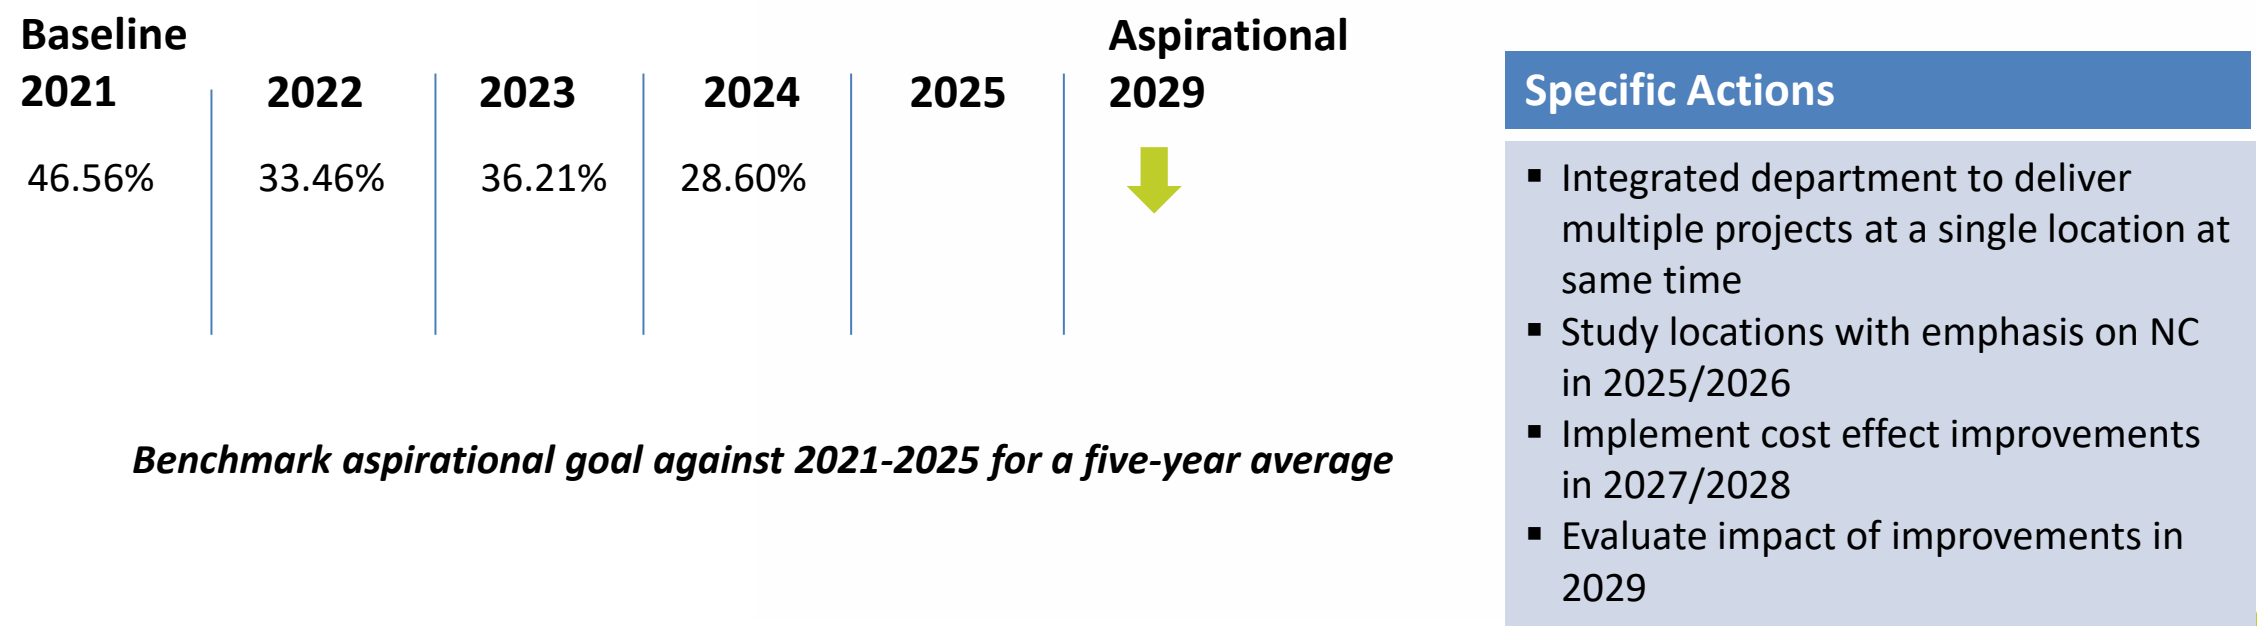 Baseline
2021
2022
2023
2024
2025
Aspirational
2029
46.56%
33.46%
36.21%
28.60%
Benchmark aspirational goal against 2021-2025 for a five-year average
Specific Actions
▪ Integrated department to deliver
multiple projects at a single location at
same time
▪ Study locations with emphasis on NC
in 2025/2026
▪ Implement cost effect improvements
in 2027/2028
▪ Evaluate impact of improvements in
2029